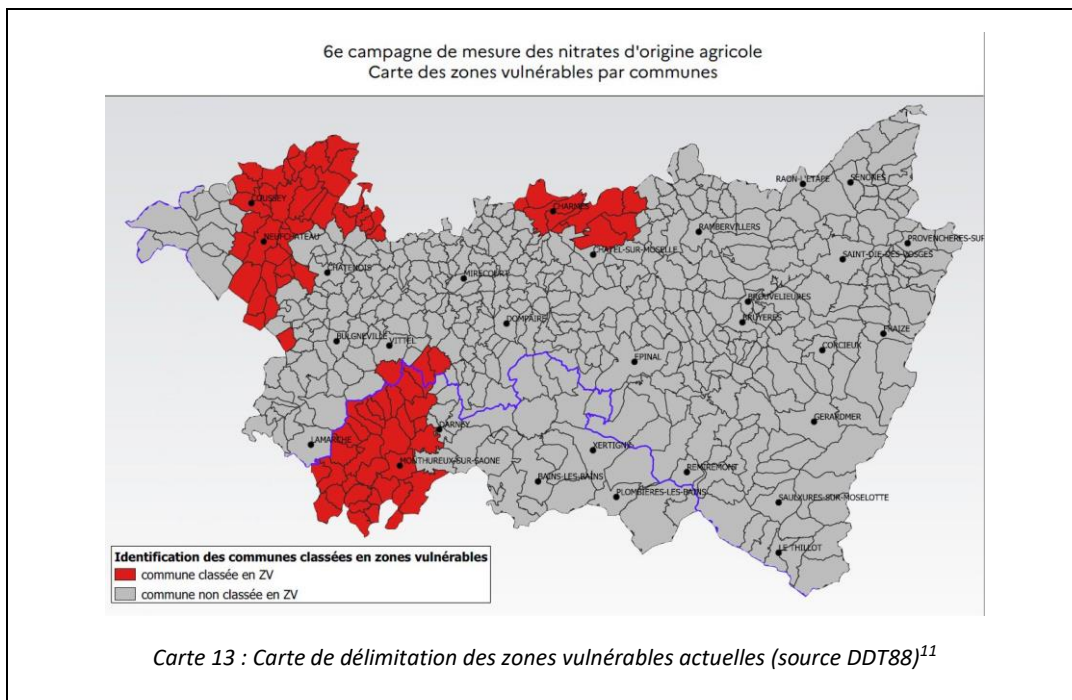 6e campagne de mesure des nitrates d'origine agricole
Carte des zones vulnérables par communes
RAON-L'ETAPE
SENONES
COUSSEY
CHARMES
RAMBERVILLERS
NEUFCHATEAU
PROVENCHERES-SUR
CHATEL-SUR-MOSELLE
SAINT-DIE-DES-VOSGES
CHATENOIS
MIRECOURT
BROUVELIEURES
DOMPAIRE
BRUYERES
FRAIZE
BULGNEVILLE
VITTEL
CORCIEUX
EPINAL
GERARDMER
DARNEY
LAMARCHE
XERTIGNY
MONTHUREUX-SUR-SAONE
REMIREMONT
BAINS-LES-BAINS
PLOMBIERES-LES-BAINS
SAULXURES-SUR-MOSELOTTE
LE THILLOT
Identification des communes classées en zones vulnérables
commune classée en ZV
commune non classée en ZV
Carte 13 : Carte de délimitation des zones vulnérables actuelles (source DDT88)11